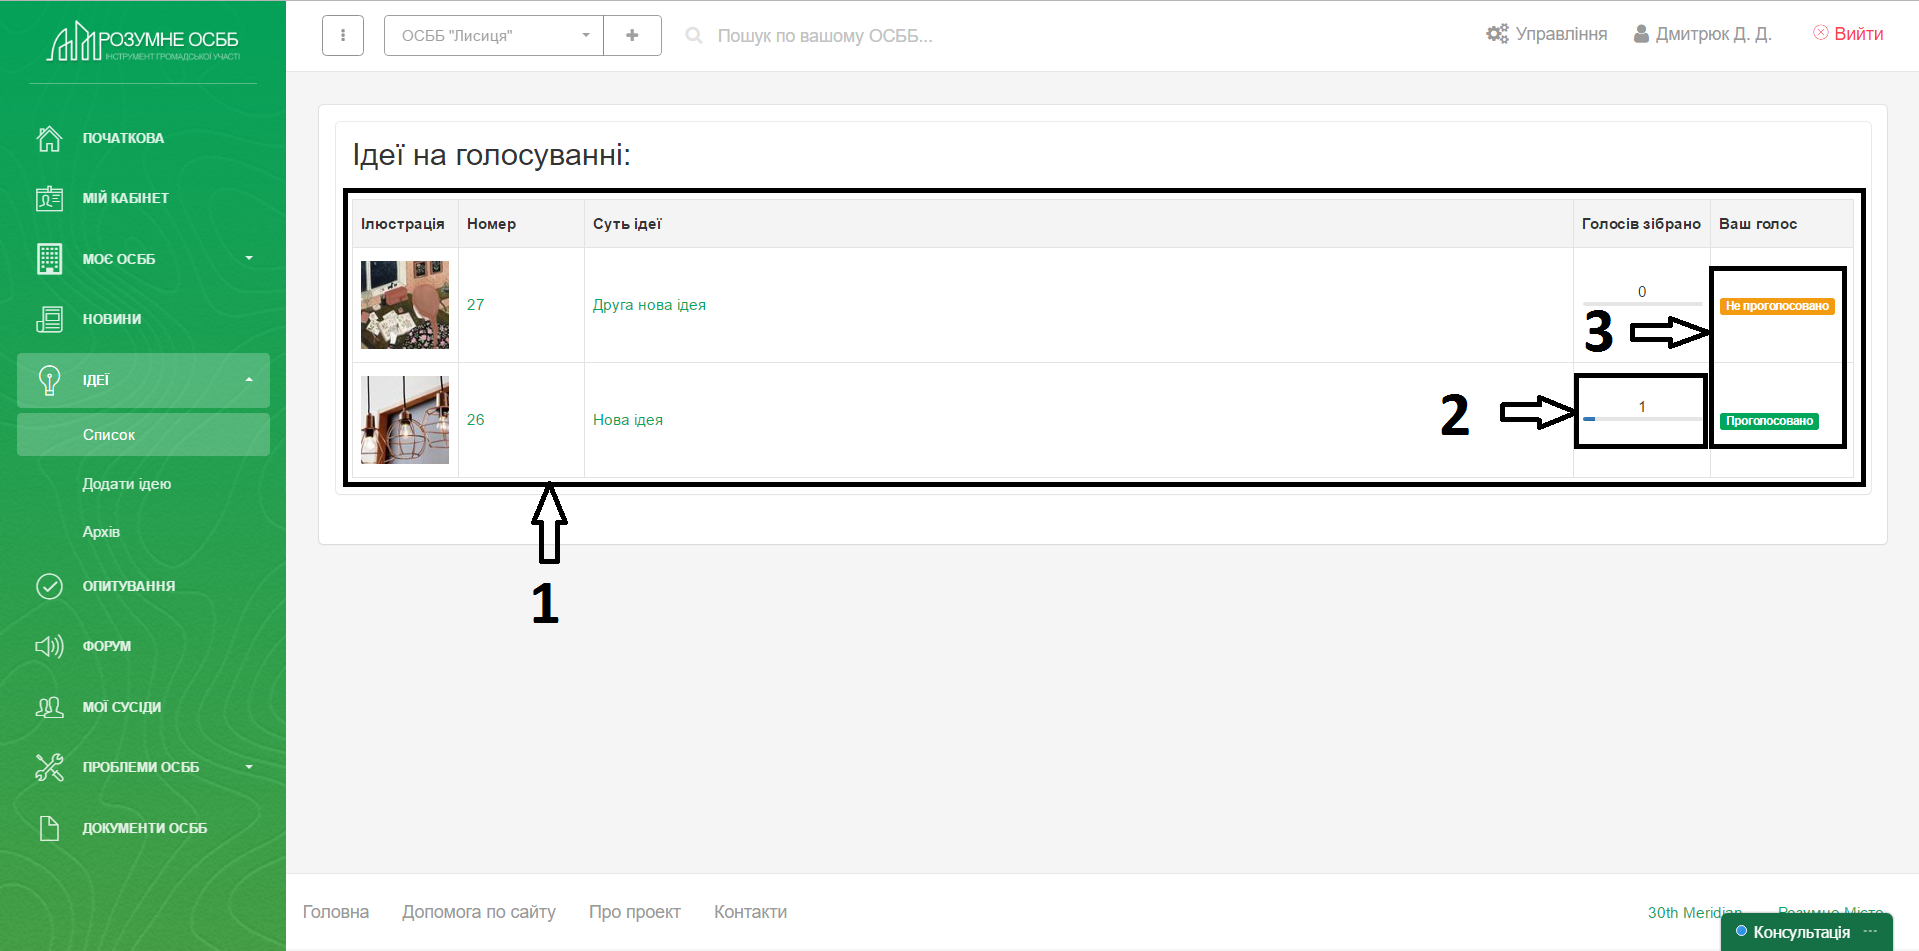 РОЗУМНЕ ОСББ
ІНСТРУМЕНТ ГРОМАДСЬКОЇ УЧАСТІ
ОСББ "Лисиця"
Пошук по вашому ОСББ...
Управління
Дмитрюк Д. Д.
Вийти
ПОЧАТКОВА
МІЙ КАБІНЕТ
МОЄ ОСББ
НОВИНИ
ІДЕЇ
Список
Додати ідею
Архів
ОПИТУВАННЯ
ФОРУМ
МОЇ СУСІДИ
ПРОБЛЕМИ ОСББ
ДОКУМЕНТИ ОСББ
Ідеї на голосуванні:
Ілюстрація Номер Суть ідеї Голосів зібрано Ваш голос
27 Друга нова ідея 0 Не проголосовано
3
26 Нова ідея 1 Проголосовано
2
1
Головна Допомога по сайту Про проект Контакти
30th Meridian Розумне Місто
Консультація